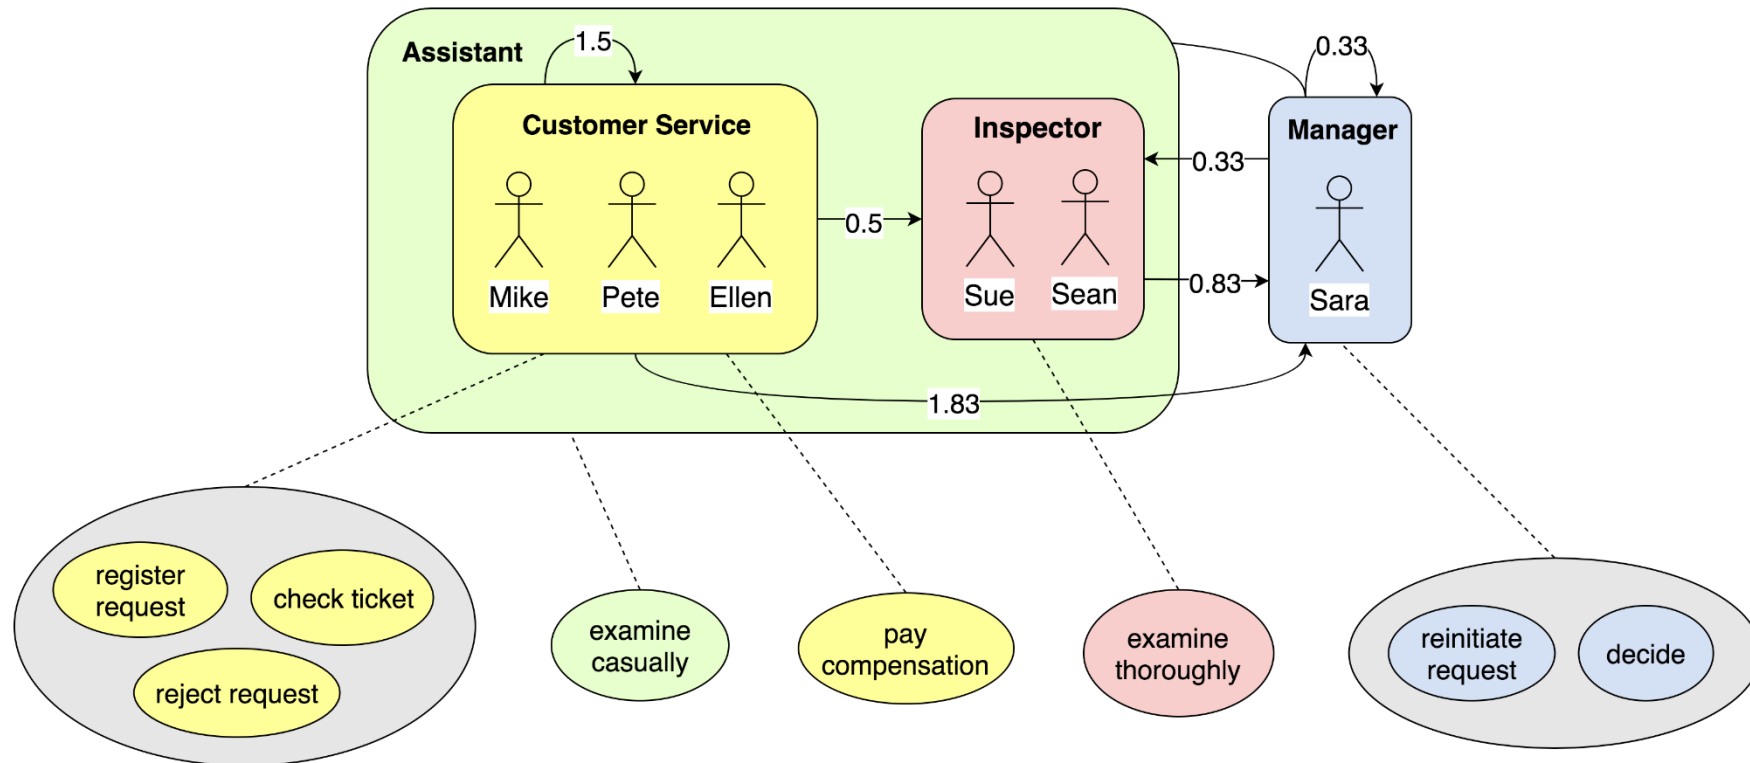 Assistant
1.5
0.33
Customer Service
Inspector
Manager
0.33
0.5
0.83
Mike
Pete
Ellen
Sue
Sean
Sara
1.83
register
request
check ticket
reject request
examine
casually
pay
compensation
examine
thoroughly
reinitiate
request
decide